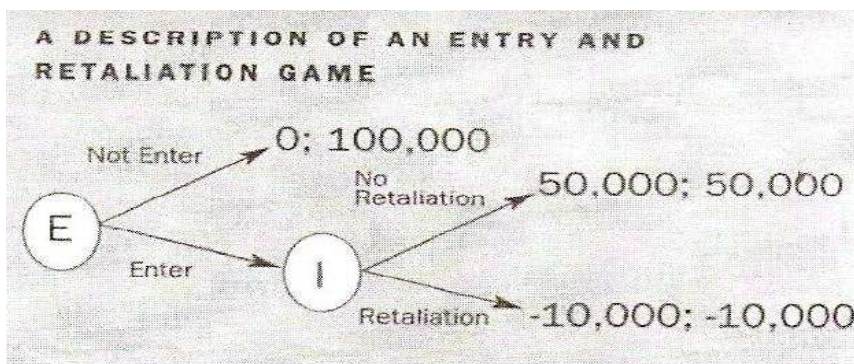 A DESCRIPTION OF AN ENTRY AND
RETALIATION GAME
Not Enter
0; 100,000
No
Retaliation
50,000; 50,000
E
Enter
I
Retaliation
-10,000; -10,000